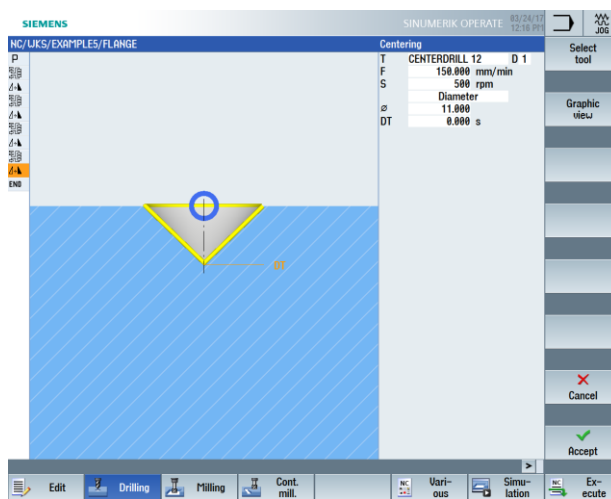 SIEMENS
SINUMERIK OPERATE
03/24/17
12:18 PM
JOG
NC/WKS/EXAMPLES/FLANGE
Centering
Select
tool
P
T CENTERDRILL 12 D 1
F 150.000 mm/min
S 500 rpm
Diameter
ø 11.000
DT 0.000 s
Graphic
view
END
DT
Cancel
Accept
>
Edit
Drilling
Milling
Cont.
mill.
NC
Vari-
ous
Simu-
lation
NC
Ex-
ecute